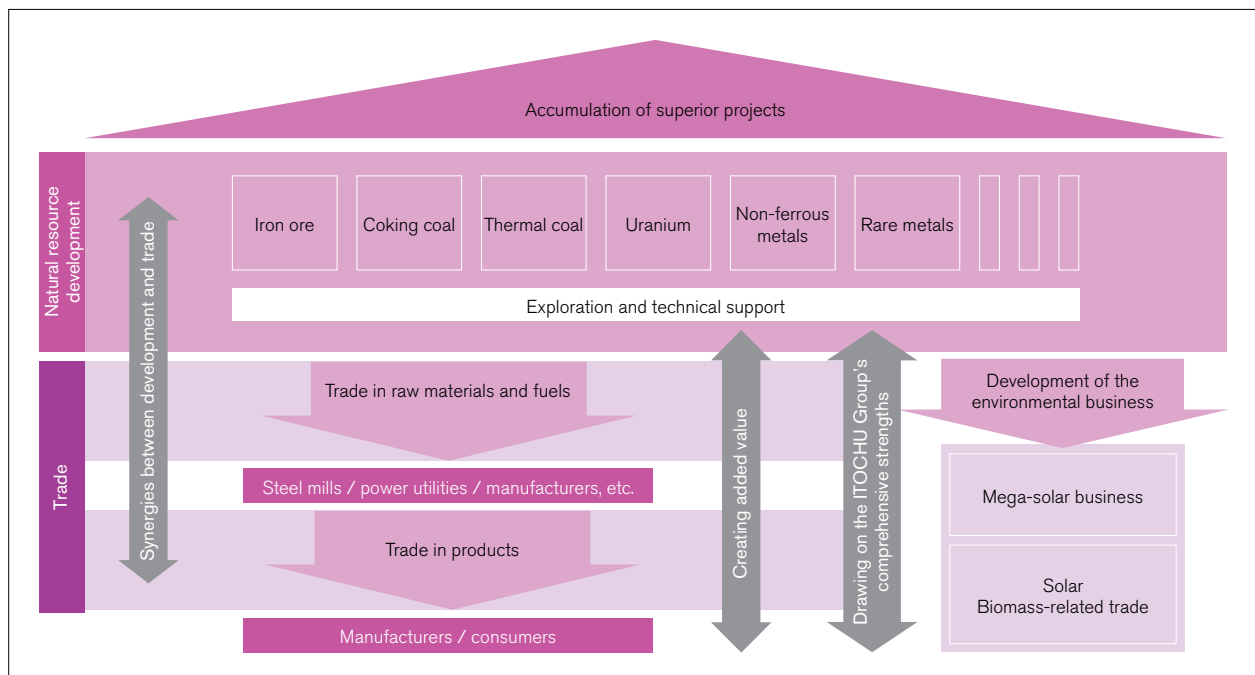 Accumulation of superior projects
Natural resource
development
Iron ore
Coking coal
Thermal coal
Uranium
Non-ferrous
metals
Rare metals
Exploration and technical support
Synergies between development and trade
Trade
Trade in raw materials and fuels
Steel mills / power utilities / manufacturers, etc.
Trade in products
Manufacturers / consumers
Creating added value
Drawing on the ITOCHU Group's
comprehensive strengths
Development of the
environmental business
Mega-solar business
Solar
Biomass-related trade